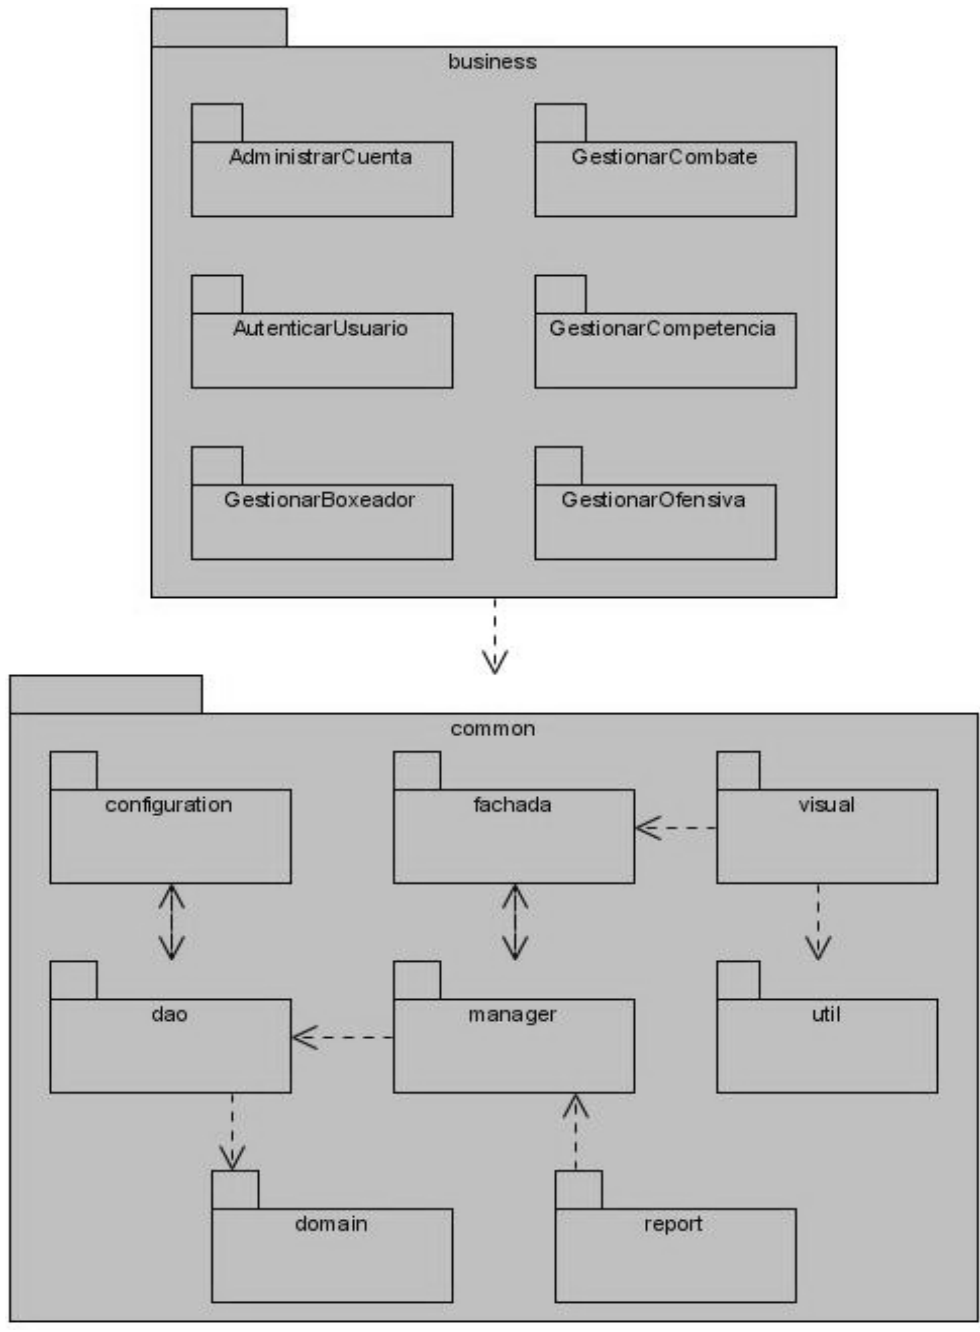 business
AdministrarCuenta
GestionarCombate
AutenticarUsuario
GestionarCompetencia
GestionarBoxeador
GestionarOfensiva
common
configuration
fachada
visual
dao
manager
util
domain
report